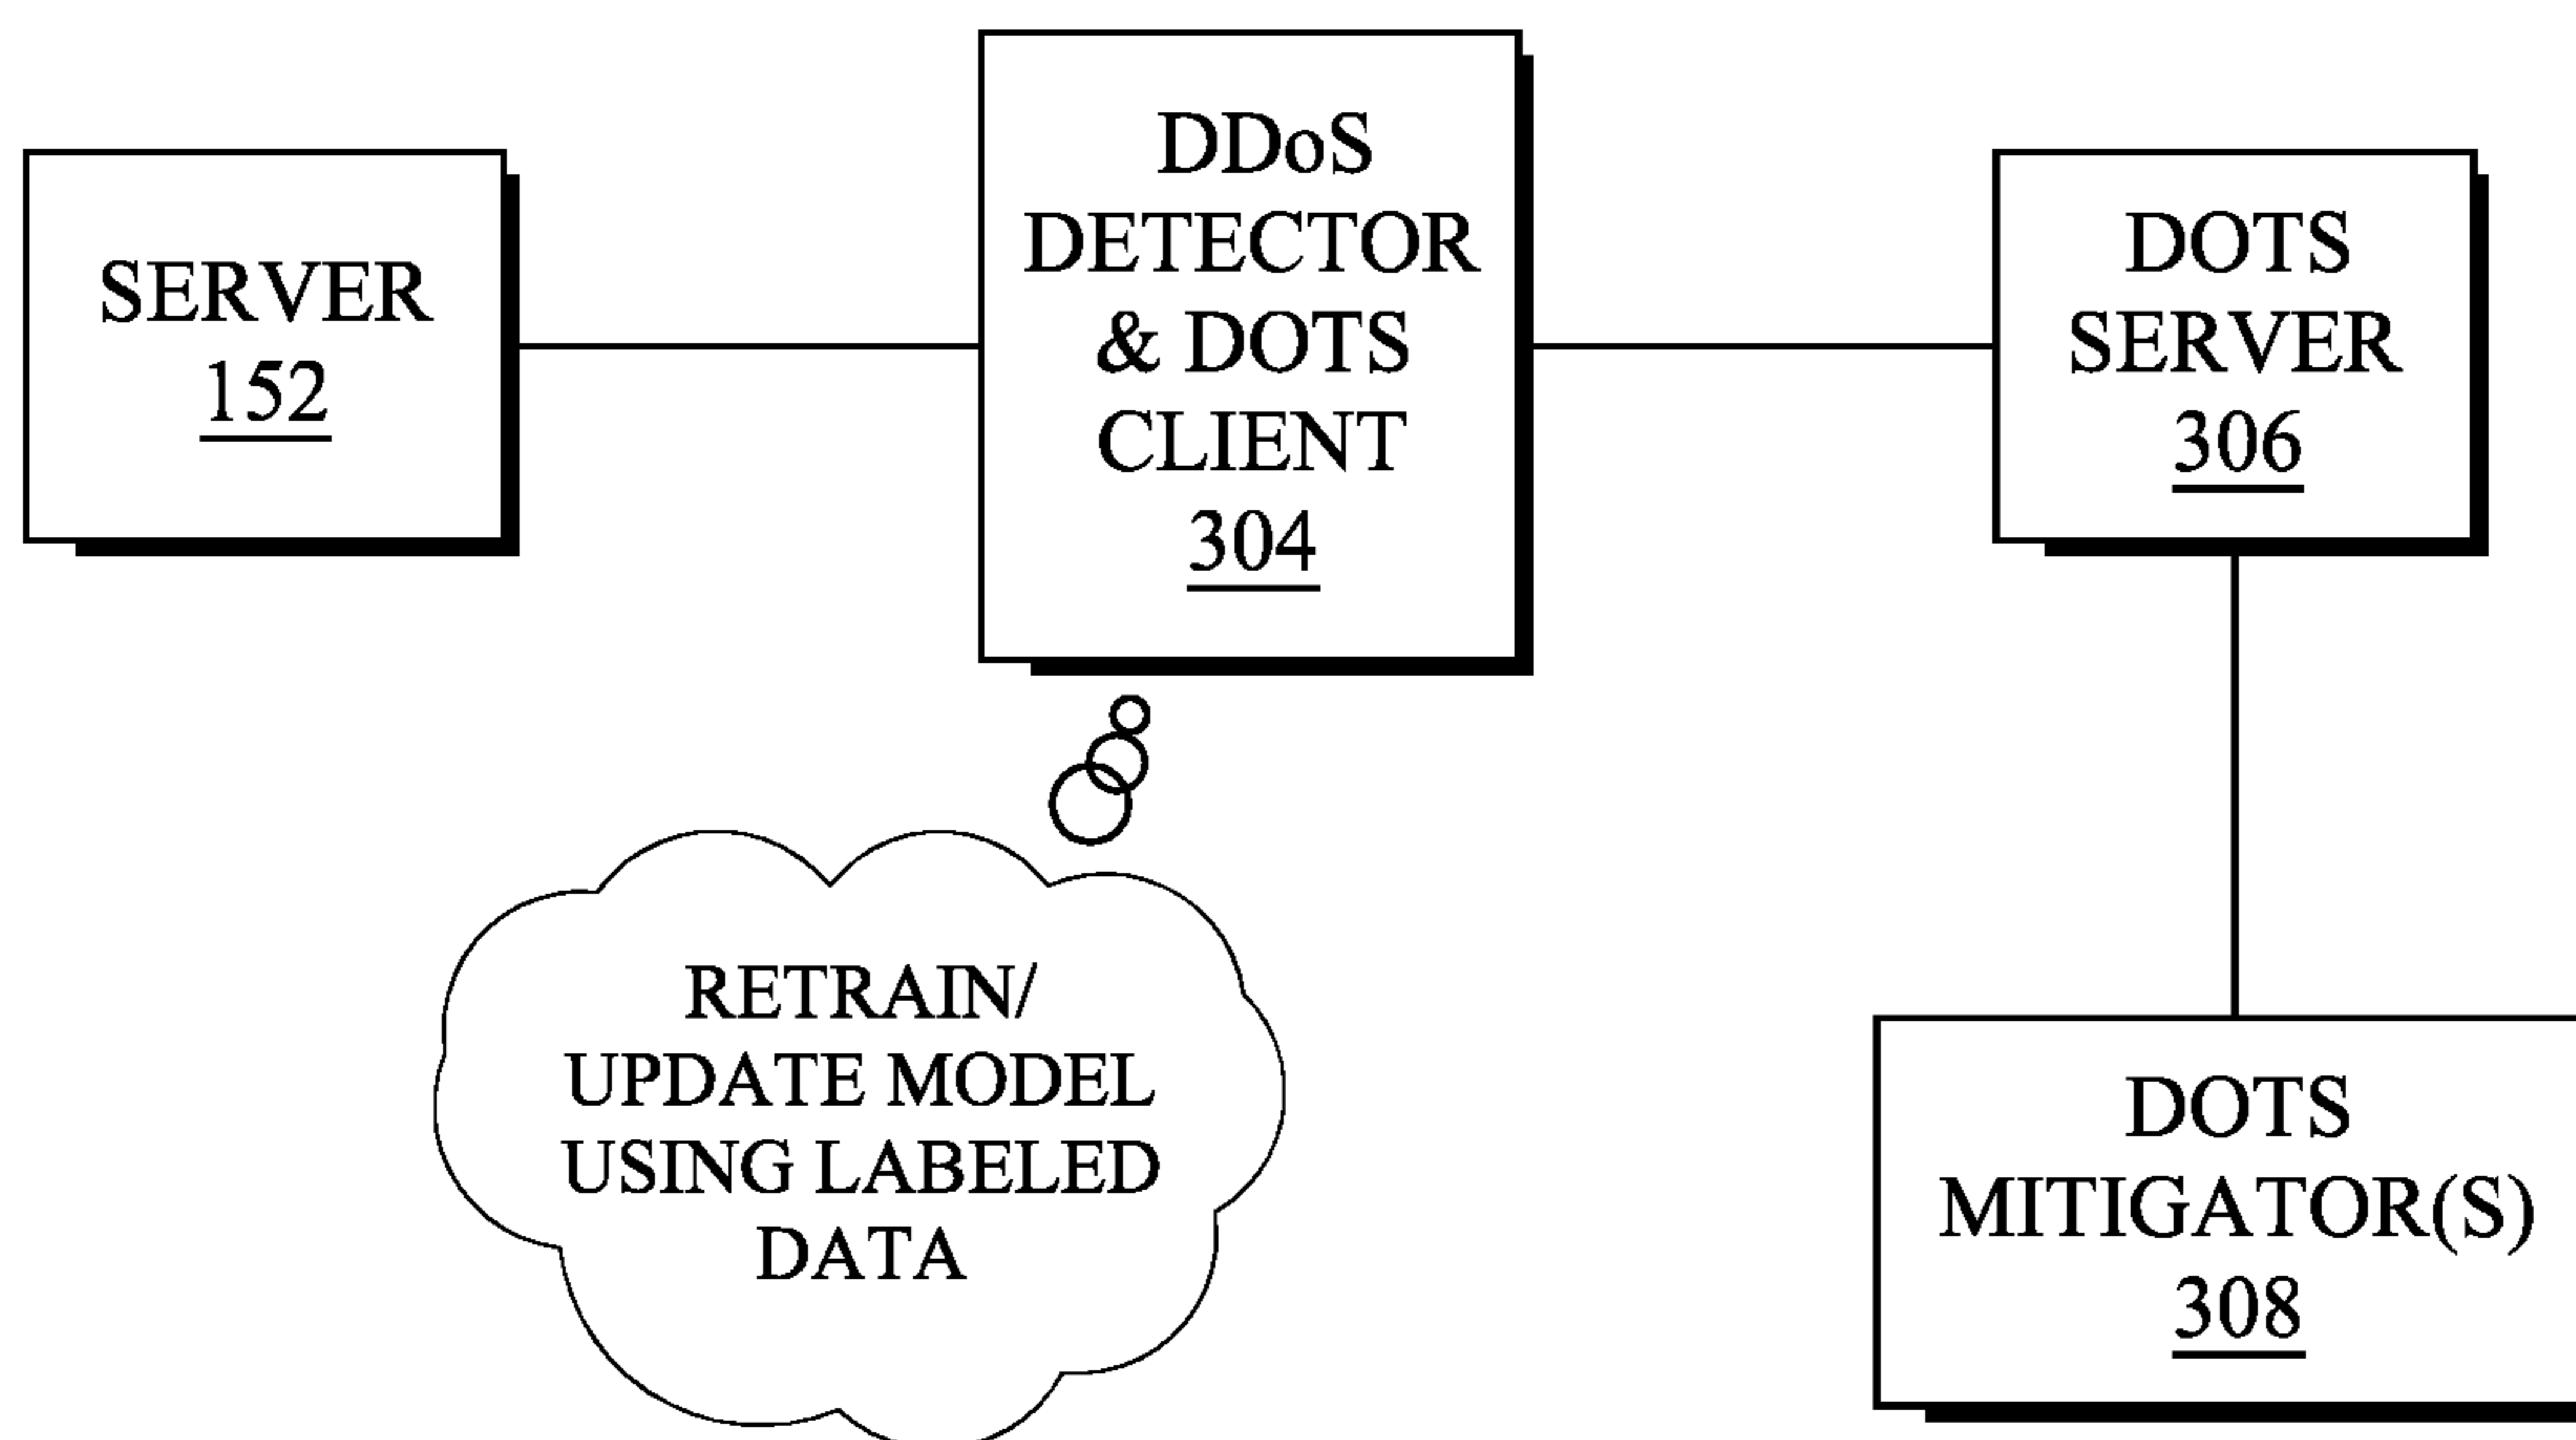 SERVER
152
DDoS
DETECTOR
& DOTS
CLIENT
304
DOTS
SERVER
306
RETRAIN/
UPDATE MODEL
USING LABELED
DATA
DOTS
MITIGATOR(S)
308